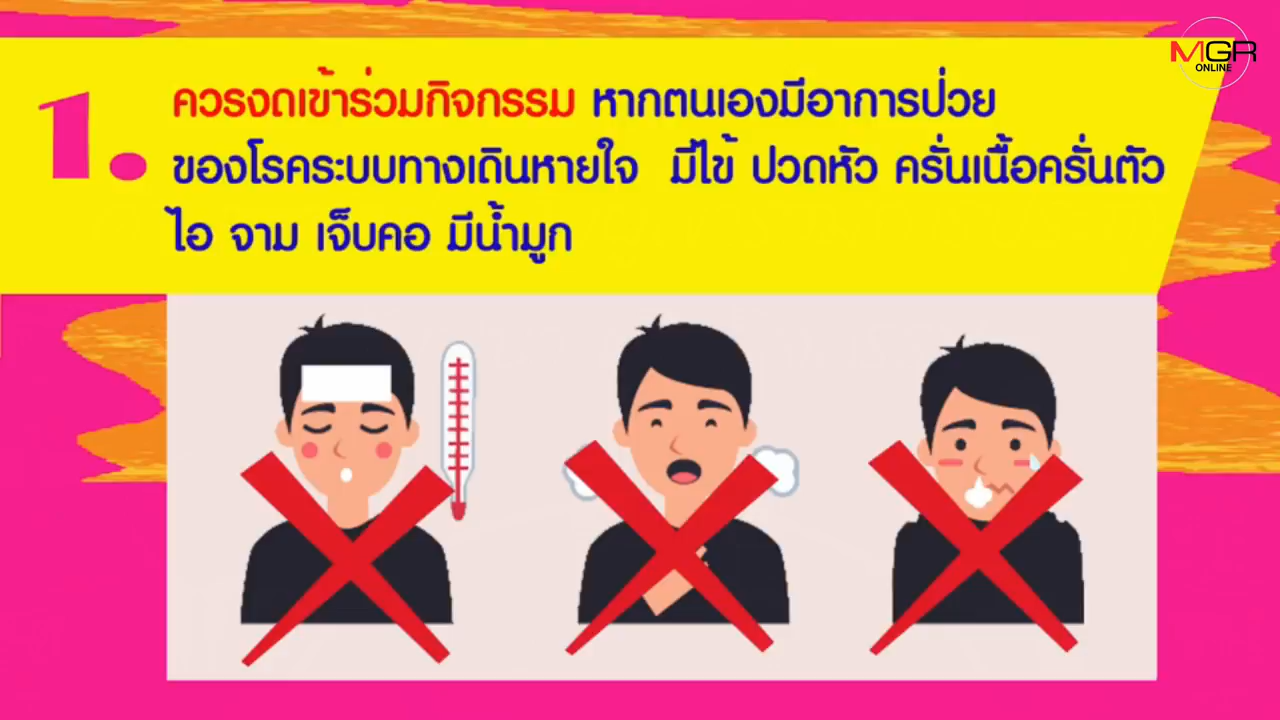 MGR
ONLINE
1.
ควรงดเข้าร่วมกิจกรรม หากตนเองมีอาการป่วย
ของโรคระบบทางเดินหายใจ มีไข้ ปวดหัว ครั่นเนื้อครั่นตัว
ไอ จาม เจ็บคอ มีน้ำมูก